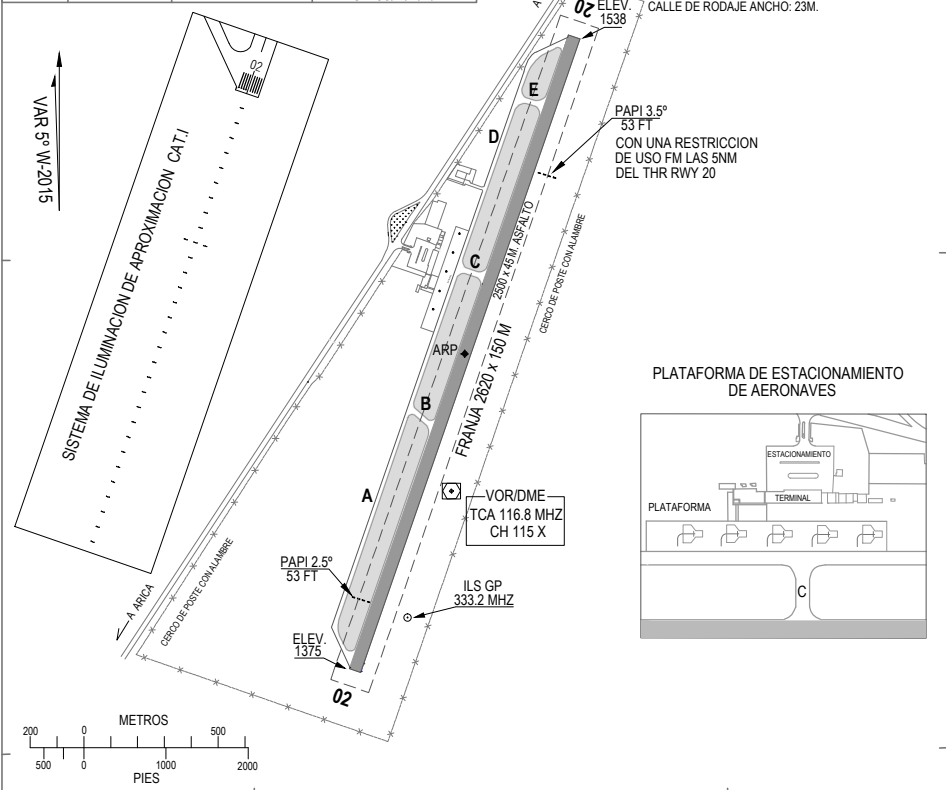 20
ELEV.
1538
CALLE DE RODAJE ANCHO: 23M.
A
02
VAR 5º W-2015
SISTEMA DE ILUMINACION DE APROXIMACION CAT.I
E
D
PAPI 3.5º
53 FT
CON UNA RESTRICCION
DE USO FM LAS 5NM
DEL THR RWY 20
2500 x 45 M. ASFALTO
CERCO DE POSTE CON ALAMBRE
C
ARP
FRANJA 2620 x 150 M
B
A
VOR/DME
TCA 116.8 MHZ
CH 115 X
PAPI 2.5º
53 FT
ILS GP
333.2 MHZ
A ARICA
CERCO DE POSTE CON ALAMBRE
ELEV.
1375
02
PLATAFORMA DE ESTACIONAMIENTO
DE AERONAVES
ESTACIONAMIENTO
PLATAFORMA
TERMINAL
C
METROS
200 0 500
500 0 1000 2000
PIES